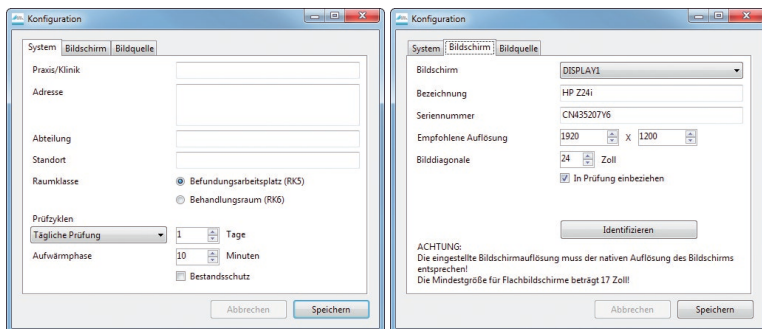 Konfiguration
System Bildschirm Bildquelle
Praxis/Klinik
Adresse
Abteilung
Standort
Raumklasse Befundungsarbeitsplatz (RK5)
Behandlungsraum (RK6)
Prüfzyklen
Tägliche Prüfung 1 Tage
Aufwärmphase 10 Minuten
Bestandsschutz
Abbrechen Speichern
Konfiguration
System Bildschirm Bildquelle
Bildschirm DISPLAY1
Bezeichnung HP Z24i
Seriennummer CN435207Y6
Empfohlene Auflösung 1920 X 1200
Bilddiagonale 24 Zoll
In Prüfung einbeziehen
Identifizieren
ACHTUNG:
Die eingestellte Bildschirmauflösung muss der nativen Auflösung des Bildschirms
entsprechen!
Die Mindestgröße für Flachbildschirme beträgt 17 Zoll!
Abbrechen Speichern